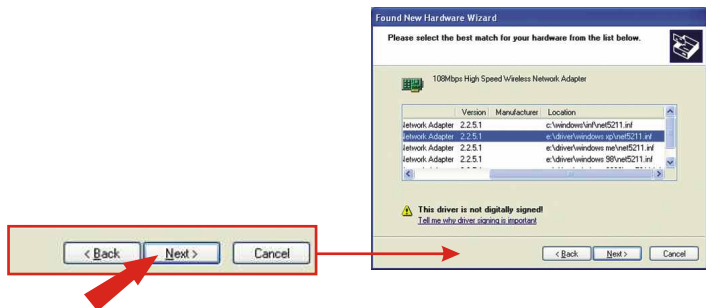 Found New Hardware Wizard
Please select the best match for your hardware from the list below.
108Mbps High Speed Wireless Network Adapter
Version Manufacturer Location
Network Adapter 2.2.5.1 c:\windows\inf\net5211.inf
Network Adapter 2.2.5.1 e:\driver\windows xp\net5211.inf
Network Adapter 2.2.5.1 e:\driver\windows me\net5211.inf
Network Adapter 2.2.5.1 e:\driver\windows 98\net5211.inf
This driver is not digitally signed!
Tell me why driver signing is important
< Back Next > Cancel
< Back Next > Cancel